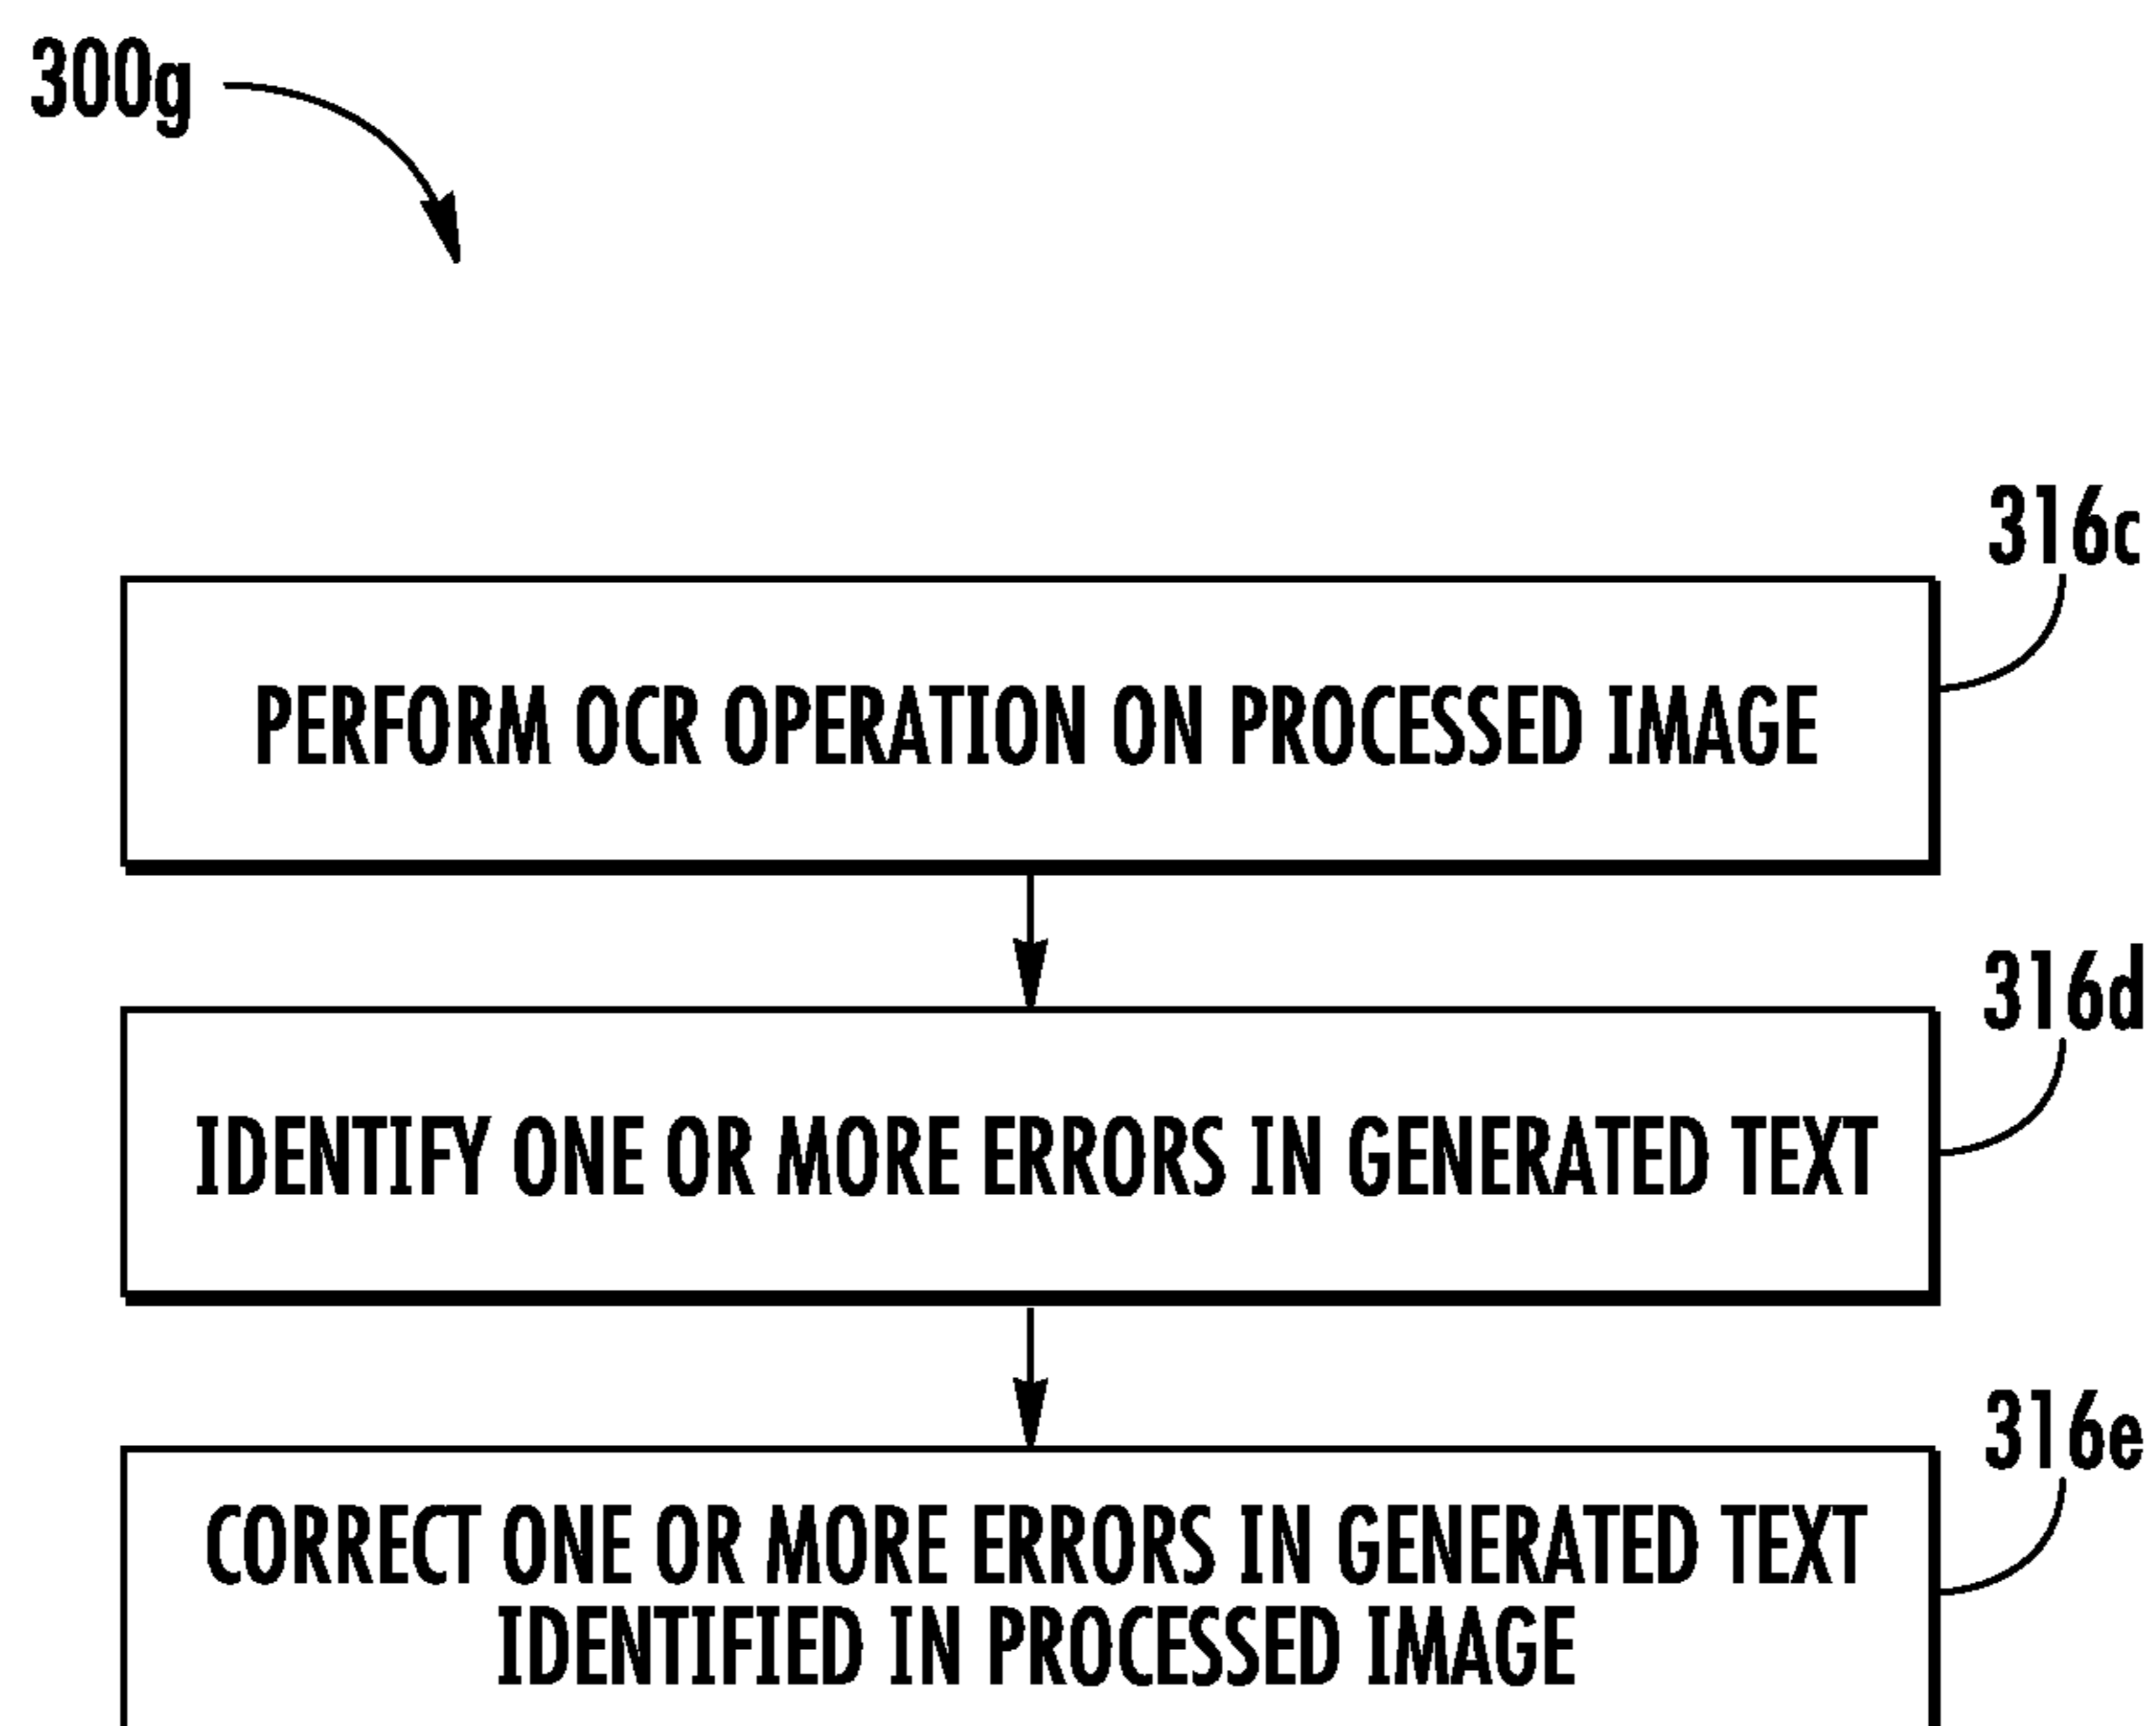 300g
316c
PERFORM OCR OPERATION ON PROCESSED IMAGE
316d
IDENTIFY ONE OR MORE ERRORS IN GENERATED TEXT
316e
CORRECT ONE OR MORE ERRORS IN GENERATED TEXT
IDENTIFIED IN PROCESSED IMAGE